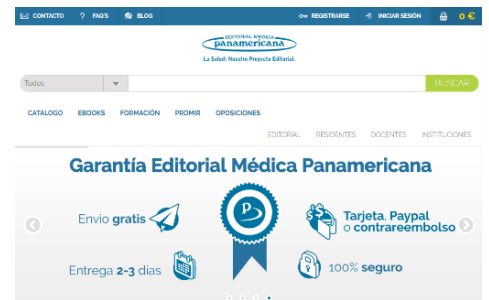 CONTACTO ? FAQ'S BLOG REGISTRARSE INICIAR SESIÓN 0 €
EDITORIAL MÉDICA
panamericana
La Salud: Nuestro Proyecto Editorial.
Todos BUSCAR
CATÁLOGO EBOOKS FORMACIÓN PROMIR OPOSICIONES
EDITORIAL RESIDENTES DOCENTES INSTITUCIONES
Garantía Editorial Médica Panamericana
Envio gratis
Tarjeta, Paypal
o contrareembolso
Entrega 2-3 dias
100% seguro